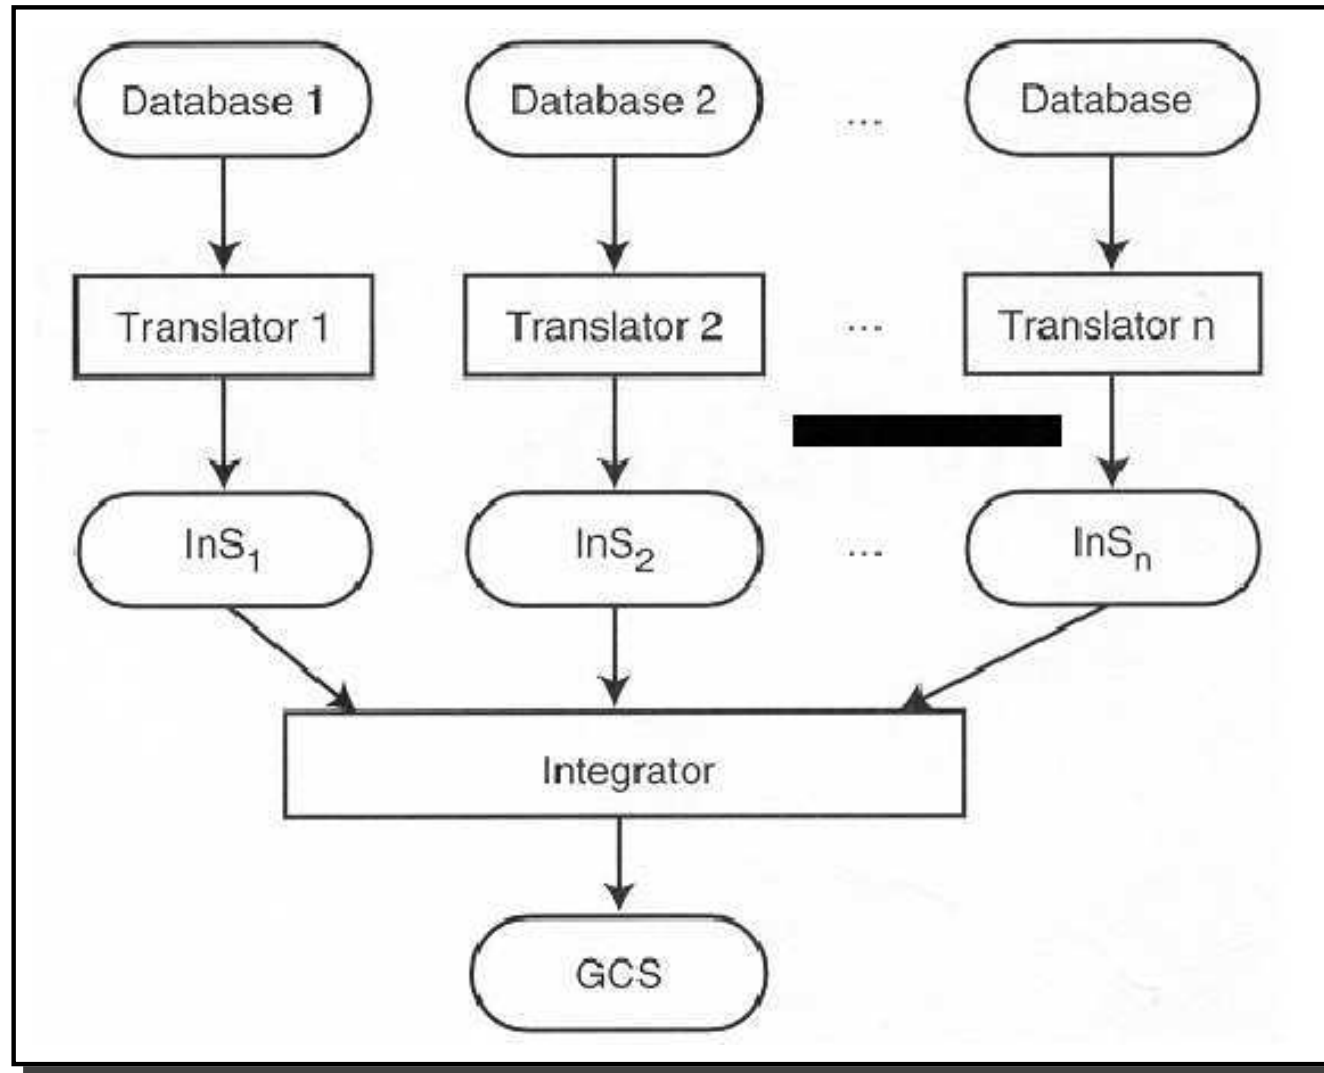 Database 1 Database 2 ... Database
Translator 1 Translator 2 ... Translator n
InS1 InS2 ... InSn
Integrator
GCS